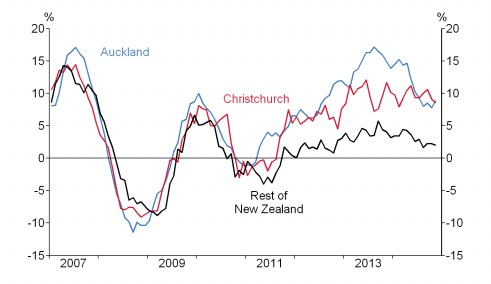 % %
20 20
Auckland
15 15
10 10
Christchurch
5 5
0 0
-5 -5
Rest of
New Zealand
-10 -10
-15 -15
2007 2009 2011 2013